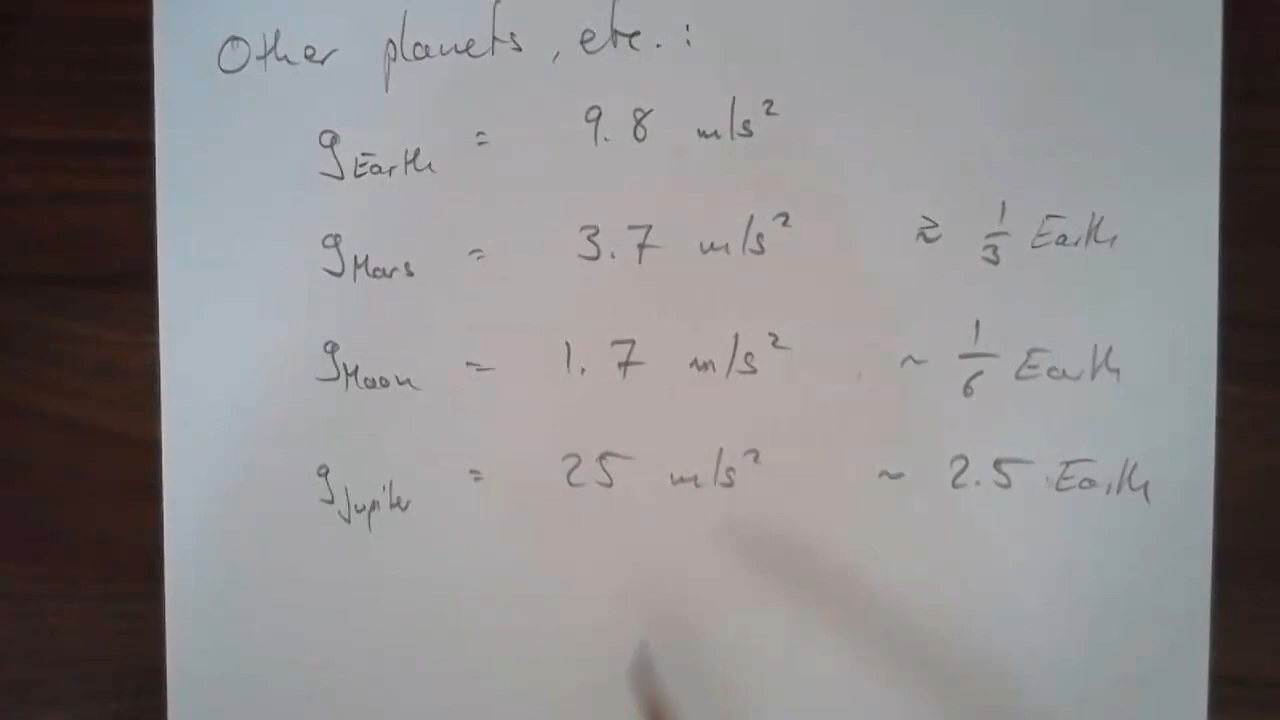 Other planets, etc. :
g Earth = 9.8 m/s²
g Mars = 3.7 m/s² ≈ 1/3 Earth
g Moon = 1.7 m/s² ~ 1/6 Earth
g Jupiter = 25 m/s² ~ 2.5 Earth